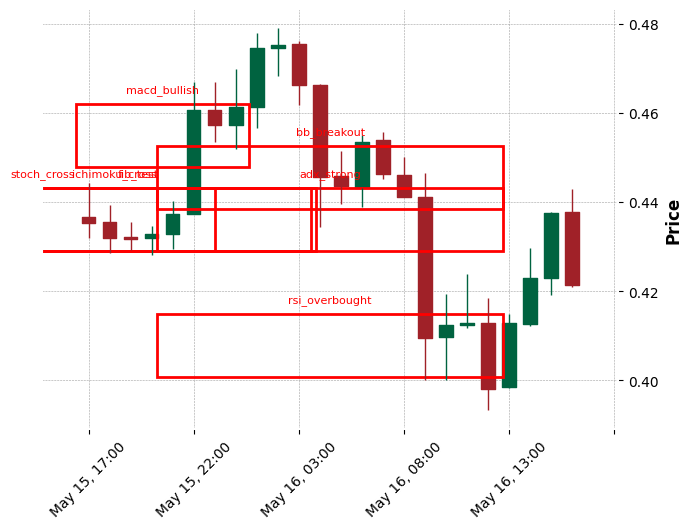 0.48
macd_bullish
0.46
bb_breakout
stoch_cross
ichimoku_cross
fib_test
adx_strong
0.44
Price
0.42
rsi_overbought
0.40
May 15, 17:00
May 15, 22:00
May 16, 03:00
May 16, 08:00
May 16, 13:00